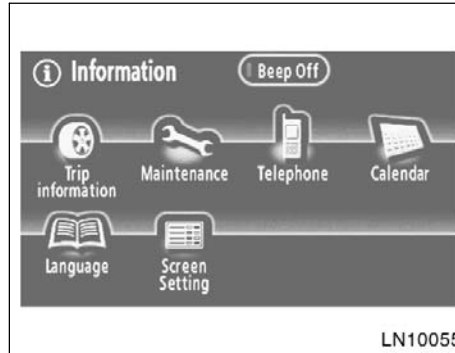 i Information
Beep Off
Trip
information
Maintenance
Telephone
Calendar
Language
Screen
Setting
LN10055